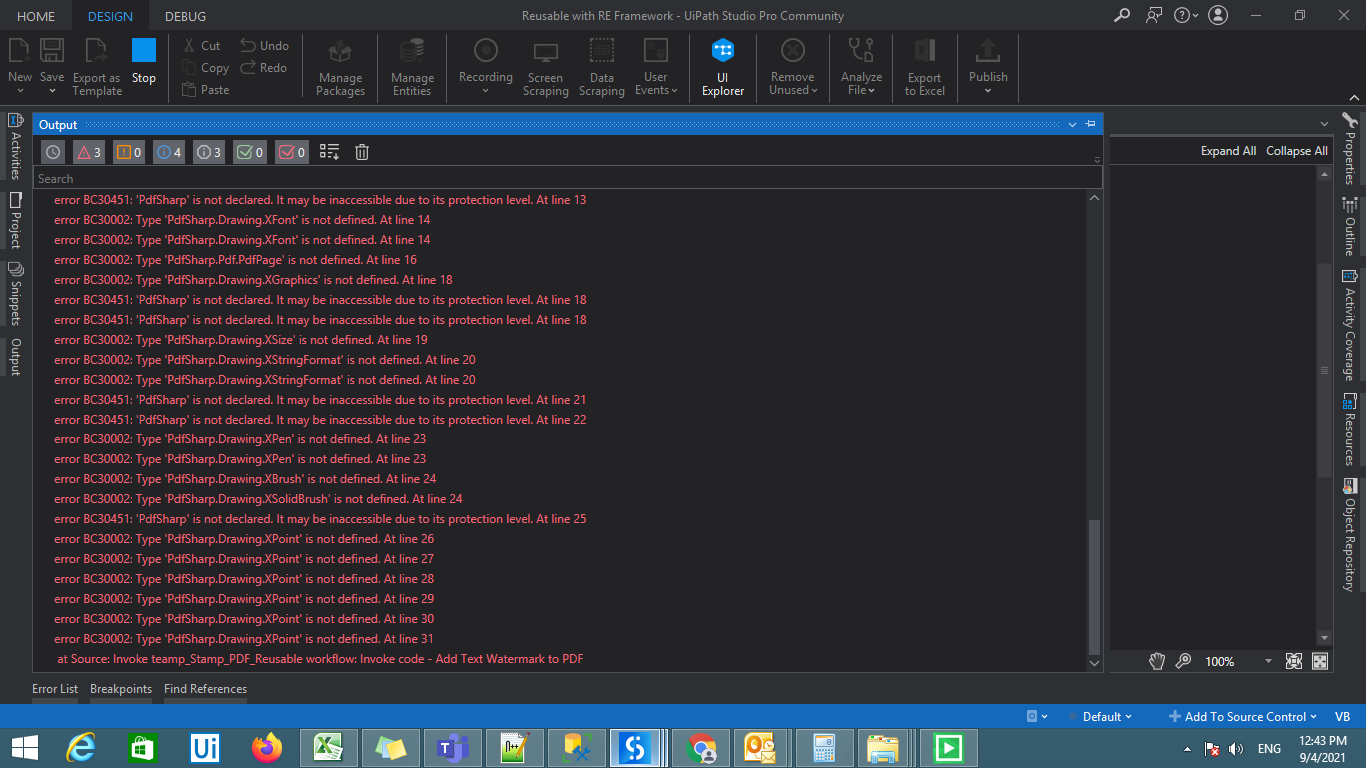 HOME DESIGN DEBUG Reusable with RE Framework - UiPath Studio Pro Community
New Save Export as Template Stop
Cut Undo
Copy Redo
Paste
Manage Packages
Manage Entities
Recording
Screen Scraping
Data Scraping
User Events
UI Explorer
Remove Unused
Analyze File
Export to Excel
Publish
Activities
Project
Snippets
Output
Output
3 0 4 3 0 0
Search
error BC30451: 'PdfSharp' is not declared. It may be inaccessible due to its protection level. At line 13
error BC30002: Type 'PdfSharp.Drawing.XFont' is not defined. At line 14
error BC30002: Type 'PdfSharp.Drawing.XFont' is not defined. At line 14
error BC30002: Type 'PdfSharp.Pdf.PdfPage' is not defined. At line 16
error BC30002: Type 'PdfSharp.Drawing.XGraphics' is not defined. At line 18
error BC30451: 'PdfSharp' is not declared. It may be inaccessible due to its protection level. At line 18
error BC30451: 'PdfSharp' is not declared. It may be inaccessible due to its protection level. At line 18
error BC30002: Type 'PdfSharp.Drawing.XSize' is not defined. At line 19
error BC30002: Type 'PdfSharp.Drawing.XStringFormat' is not defined. At line 20
error BC30002: Type 'PdfSharp.Drawing.XStringFormat' is not defined. At line 20
error BC30451: 'PdfSharp' is not declared. It may be inaccessible due to its protection level. At line 21
error BC30451: 'PdfSharp' is not declared. It may be inaccessible due to its protection level. At line 22
error BC30002: Type 'PdfSharp.Drawing.XPen' is not defined. At line 23
error BC30002: Type 'PdfSharp.Drawing.XPen' is not defined. At line 23
error BC30002: Type 'PdfSharp.Drawing.XBrush' is not defined. At line 24
error BC30002: Type 'PdfSharp.Drawing.XSolidBrush' is not defined. At line 24
error BC30451: 'PdfSharp' is not declared. It may be inaccessible due to its protection level. At line 25
error BC30002: Type 'PdfSharp.Drawing.XPoint' is not defined. At line 26
error BC30002: Type 'PdfSharp.Drawing.XPoint' is not defined. At line 27
error BC30002: Type 'PdfSharp.Drawing.XPoint' is not defined. At line 28
error BC30002: Type 'PdfSharp.Drawing.XPoint' is not defined. At line 29
error BC30002: Type 'PdfSharp.Drawing.XPoint' is not defined. At line 30
error BC30002: Type 'PdfSharp.Drawing.XPoint' is not defined. At line 31
at Source: Invoke teamp_Stamp_PDF_Reusable workflow: Invoke code - Add Text Watermark to PDF
Expand All Collapse All
100%
Properties
Outline
Activity Coverage
Resources
Object Repository
Error List Breakpoints Find References
Default Add To Source Control VB
Ui
ENG
12:43 PM
9/4/2021